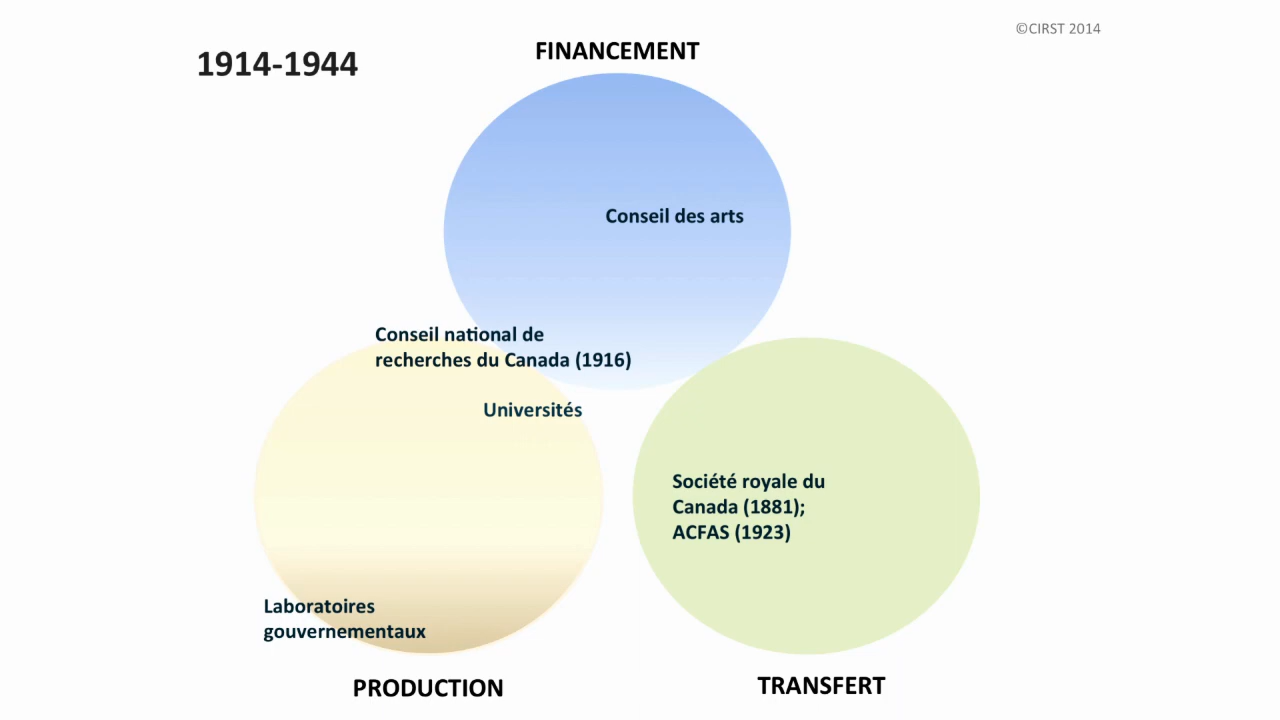 ©CIRST 2014
1914-1944
FINANCEMENT
Conseil des arts
Conseil national de
recherches du Canada (1916)
Universités
Société royale du
Canada (1881);
ACFAS (1923)
Laboratoires
gouvernementaux
PRODUCTION
TRANSFERT